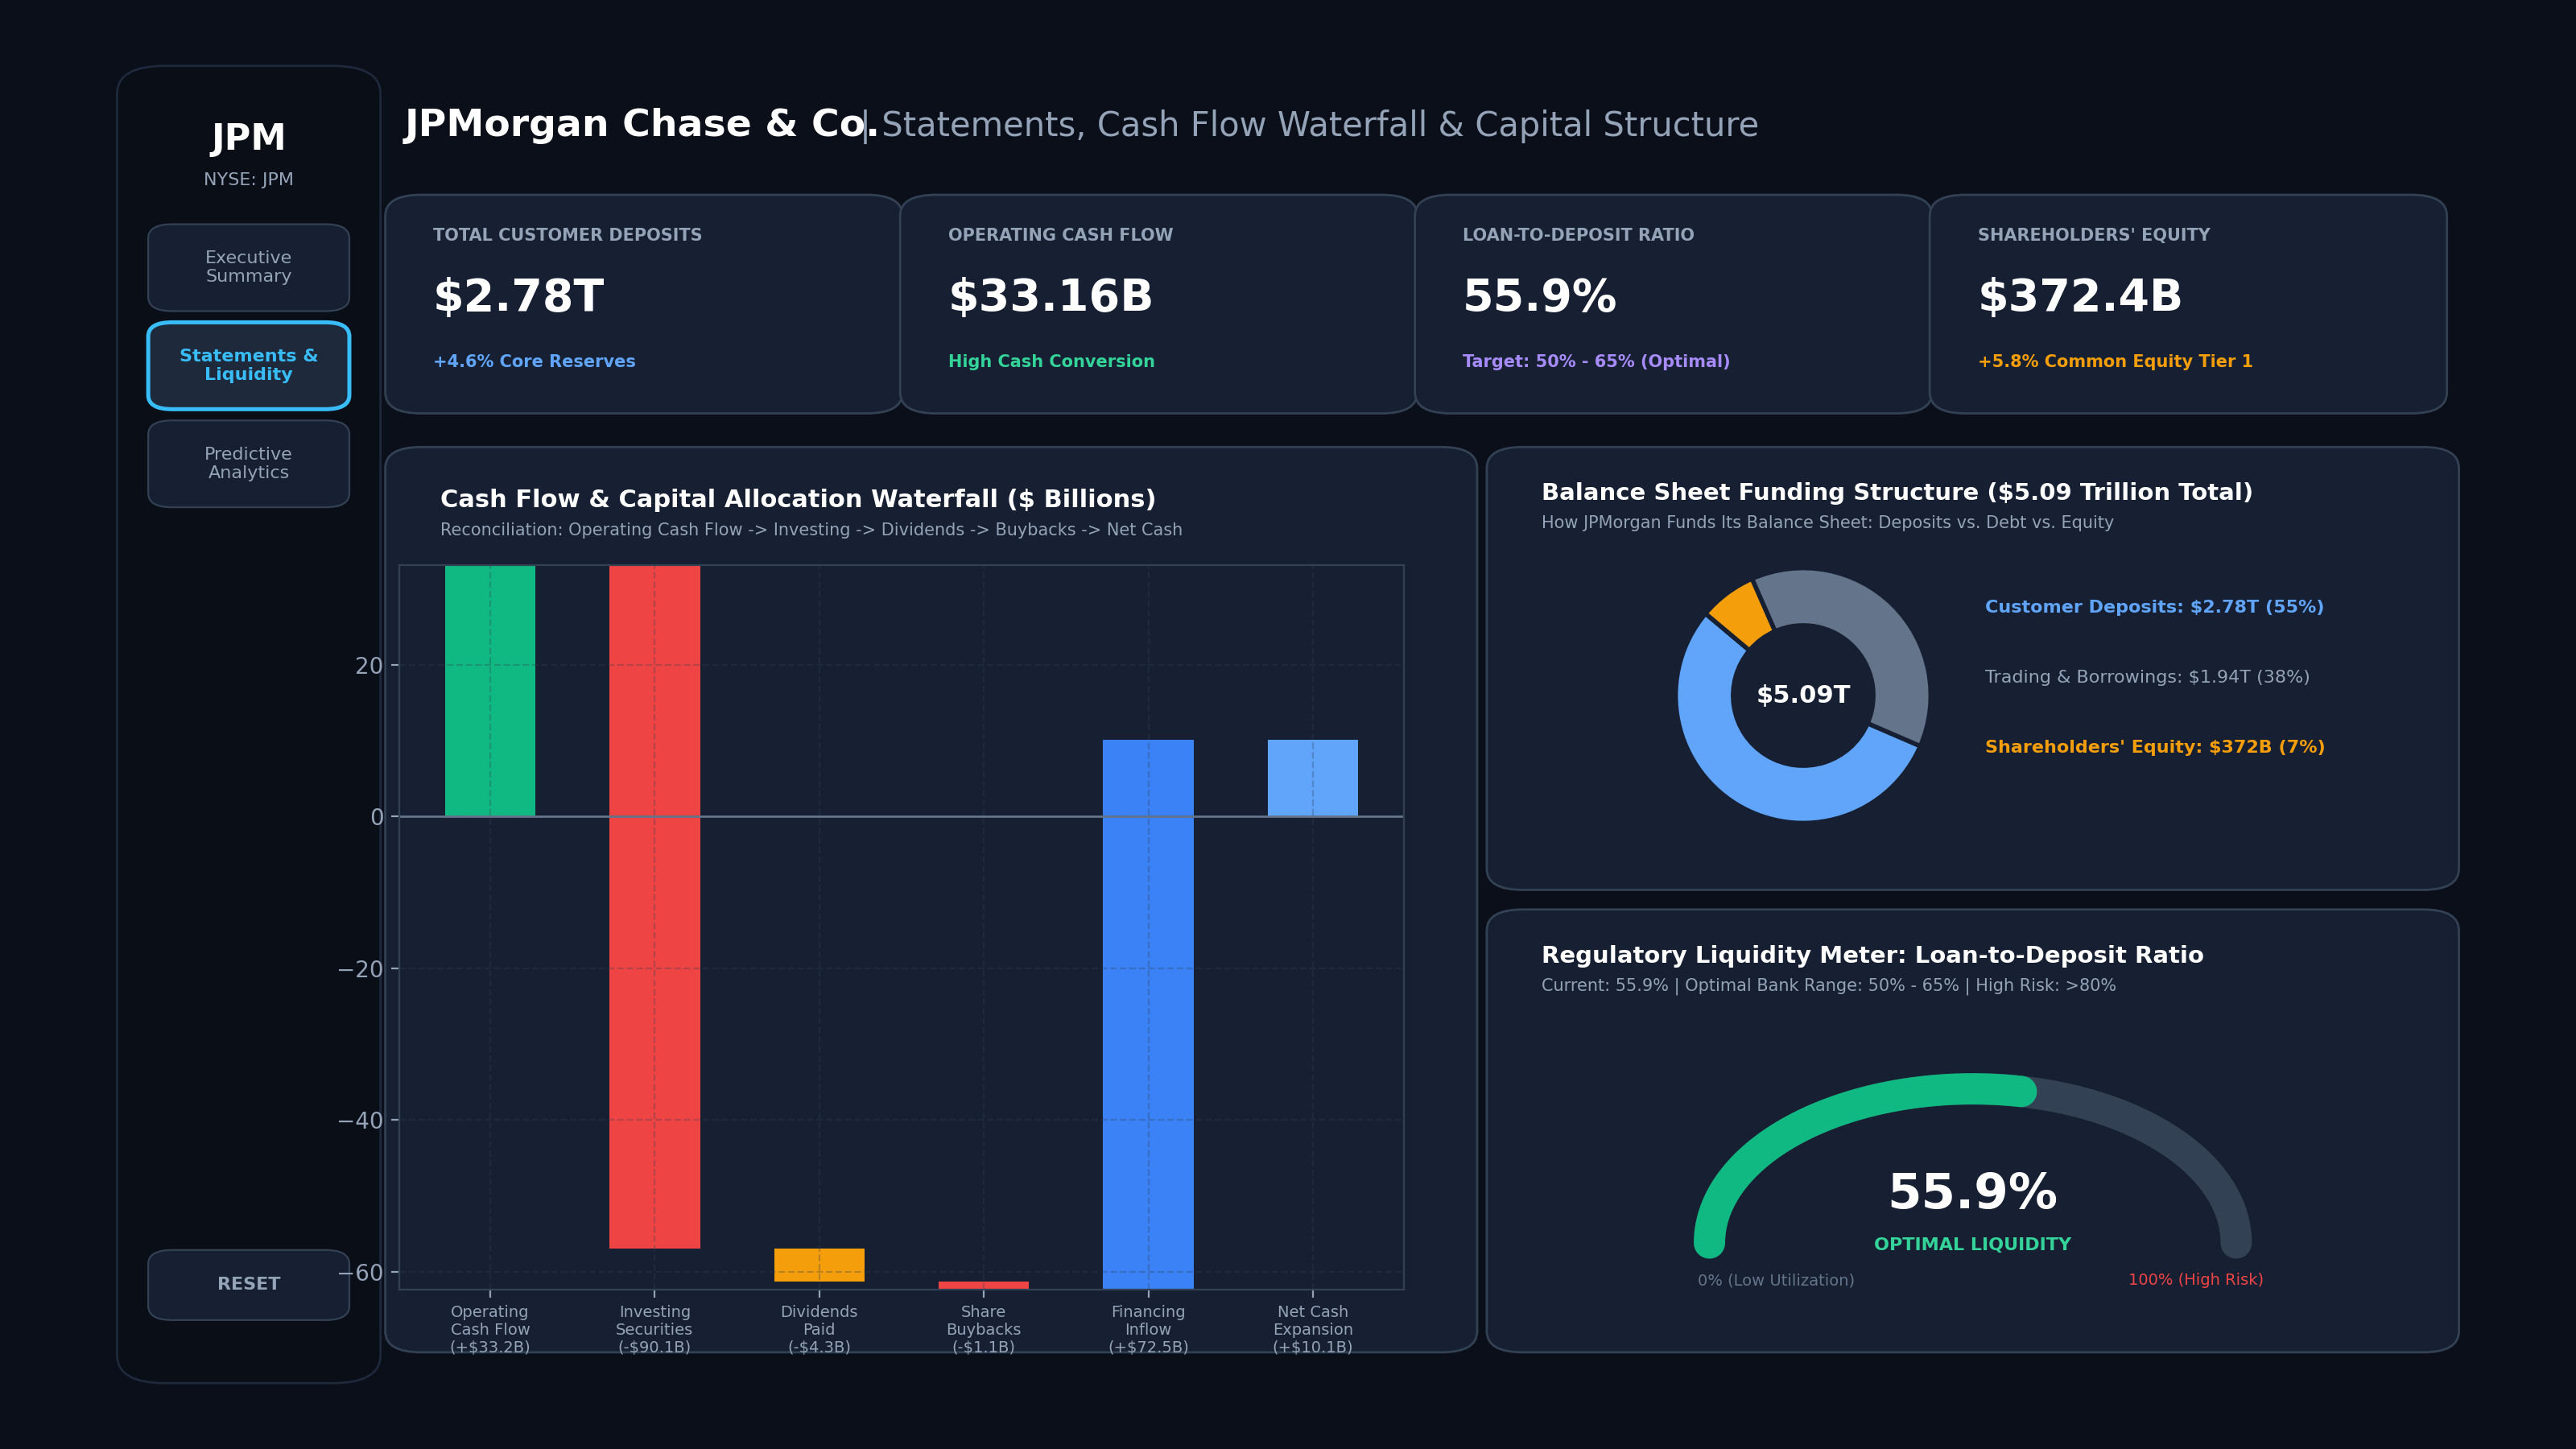 JPM
NYSE: JPM
Executive
Summary
Statements &
Liquidity
Predictive
Analytics
RESET
JPMorgan Chase & Co.| Statements, Cash Flow Waterfall & Capital Structure
TOTAL CUSTOMER DEPOSITS
$2.78T
+4.6% Core Reserves
OPERATING CASH FLOW
$33.16B
High Cash Conversion
LOAN-TO-DEPOSIT RATIO
55.9%
Target: 50% - 65% (Optimal)
SHAREHOLDERS' EQUITY
$372.4B
+5.8% Common Equity Tier 1
Cash Flow & Capital Allocation Waterfall ($ Billions)
Reconciliation: Operating Cash Flow -> Investing -> Dividends -> Buybacks -> Net Cash
20
0
−20
−40
−60
Operating
Cash Flow
(+$33.2B)
Investing
Securities
(-$90.1B)
Dividends
Paid
(-$4.3B)
Share
Buybacks
(-$1.1B)
Financing
Inflow
(+$72.5B)
Net Cash
Expansion
(+$10.1B)
Balance Sheet Funding Structure ($5.09 Trillion Total)
How JPMorgan Funds Its Balance Sheet: Deposits vs. Debt vs. Equity
$5.09T
Customer Deposits: $2.78T (55%)
Trading & Borrowings: $1.94T (38%)
Shareholders' Equity: $372B (7%)
Regulatory Liquidity Meter: Loan-to-Deposit Ratio
Current: 55.9% | Optimal Bank Range: 50% - 65% | High Risk: >80%
55.9%
OPTIMAL LIQUIDITY
0% (Low Utilization)
100% (High Risk)